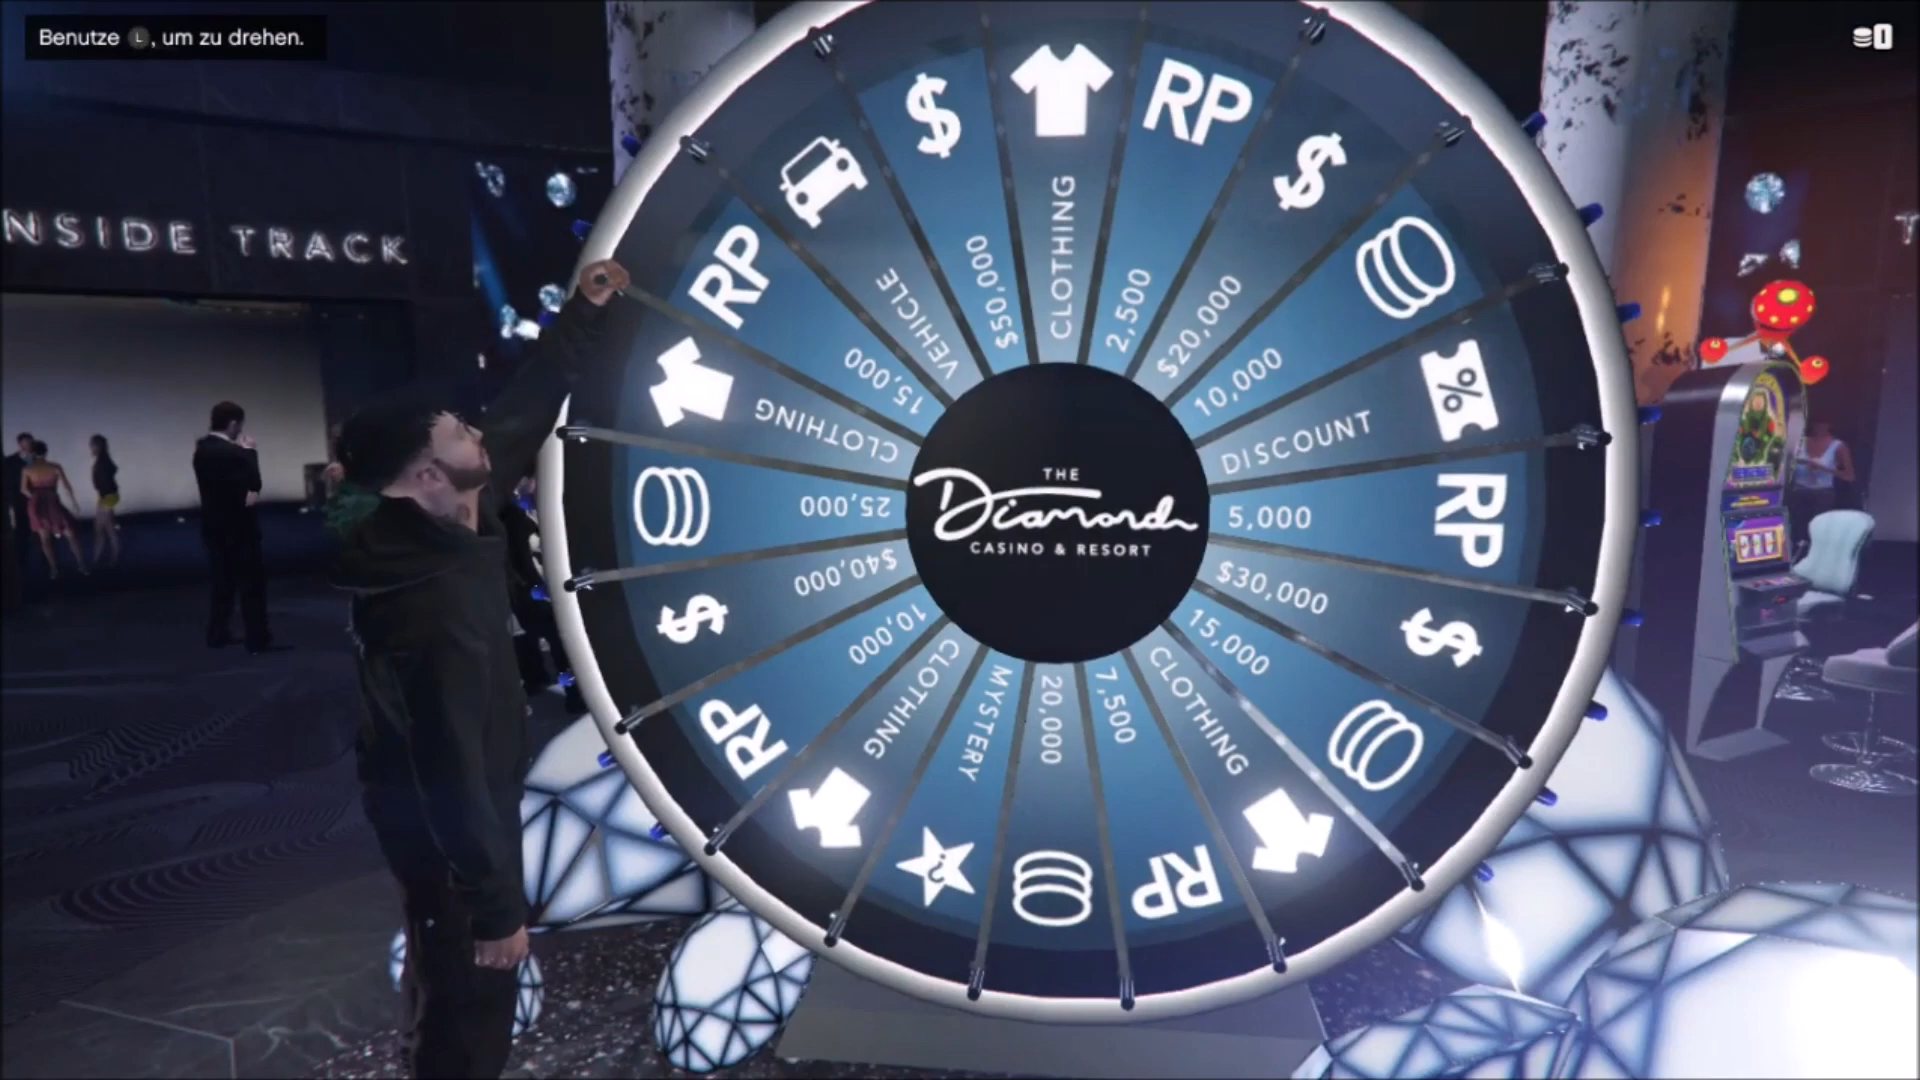 Benutze L, um zu drehen.
0
NSIDE TRACK
$
$50,000
CLOTHING
RP
2,500
$
$20,000
10,000
%
DISCOUNT
RP
5,000
$
$30,000
15,000
CLOTHING
RP
7,500
20,000
?
MYSTERY
CLOTHING
RP
10,000
$
$40,000
25,000
CLOTHING
RP
15,000
VEHICLE
THE
Diamond
CASINO & RESORT